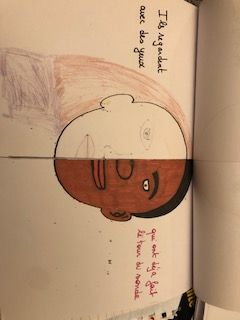 Ils regardent
avec des yeux
qui ont déjà fait
le tour du monde